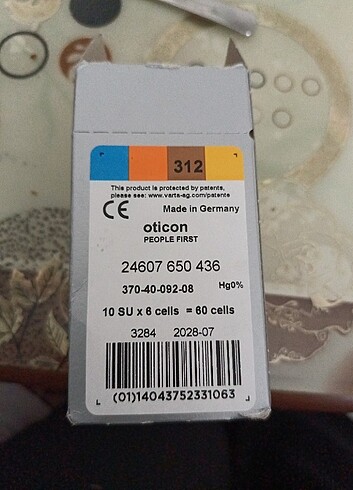 312
This product is protected by patents,
please see: www.varta-ag.com/patents
CE Made in Germany
oticon
PEOPLE FIRST
24607 650 436
370-40-092-08 Hg0%
10 SU x 6 cells = 60 cells
3284 2028-07
(01)14043752331063